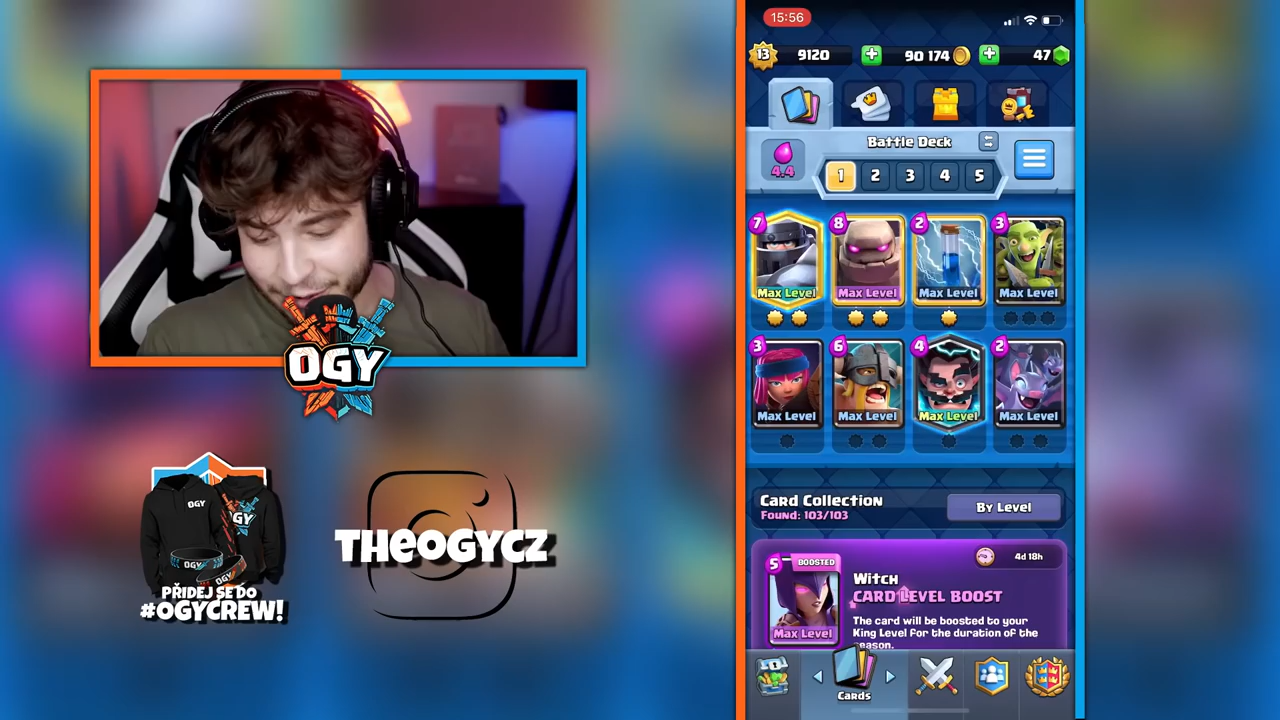 15:56
13
9120
90 174
47
Battle Deck
4.4
1
2
3
4
5
7
8
2
3
Max Level
Max Level
Max Level
Max Level
3
6
4
2
Max Level
Max Level
Max Level
Max Level
Card Collection
Found: 103/103
By Level
5
BOOSTED
4d 18h
Witch
CARD LEVEL BOOST
The card will be boosted to your
King Level for the duration of the
season.
Max Level
Cards
OGY
OGY
OGY
OGY
OGY
PŘIDEJ SE DO
#OGYCREW!
THEOGYCZ